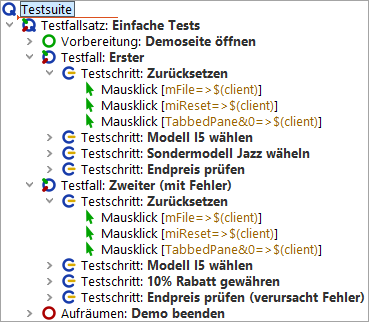 Testsuite
Testfallsatz: Einfache Tests
Vorbereitung: Demoseite öffnen
Testfall: Erster
Testschritt: Zurücksetzen
Mausklick [mFile=>$(client)]
Mausklick [miReset=>$(client)]
Mausklick [TabbedPane&0=>$(client)]
Testschritt: Modell I5 wählen
Testschritt: Sondermodell Jazz wäheln
Testschritt: Endpreis prüfen
Testfall: Zweiter (mit Fehler)
Testschritt: Zurücksetzen
Mausklick [mFile=>$(client)]
Mausklick [miReset=>$(client)]
Mausklick [TabbedPane&0=>$(client)]
Testschritt: Modell I5 wählen
Testschritt: 10% Rabatt gewähren
Testschritt: Endpreis prüfen (verursacht Fehler)
Aufräumen: Demo beenden